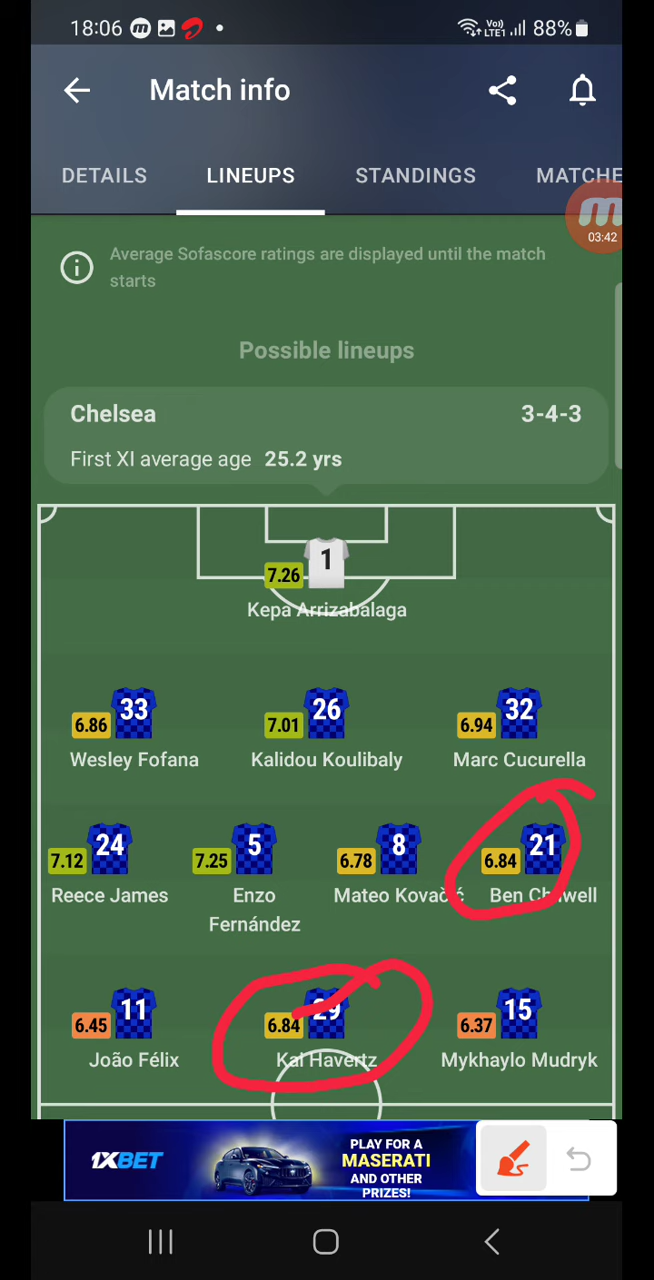 18:06
Vo))
LTE1
88%
Match info
DETAILS LINEUPS STANDINGS MATCHE
03:42
Average Sofascore ratings are displayed until the match
starts
Possible lineups
Chelsea 3-4-3
First XI average age 25.2 yrs
1
7.26
Kepa Arrizabalaga
33 26 32
6.86 7.01 6.94
Wesley Fofana Kalidou Koulibaly Marc Cucurella
24 5 8 21
7.12 7.25 6.78 6.84
Reece James Enzo Mateo Kovačić Ben Chilwell
Fernández
11 29 15
6.45 6.84 6.37
João Félix Kai Havertz Mykhaylo Mudryk
1XBET
PLAY FOR A
MASERATI
AND OTHER
PRIZES!